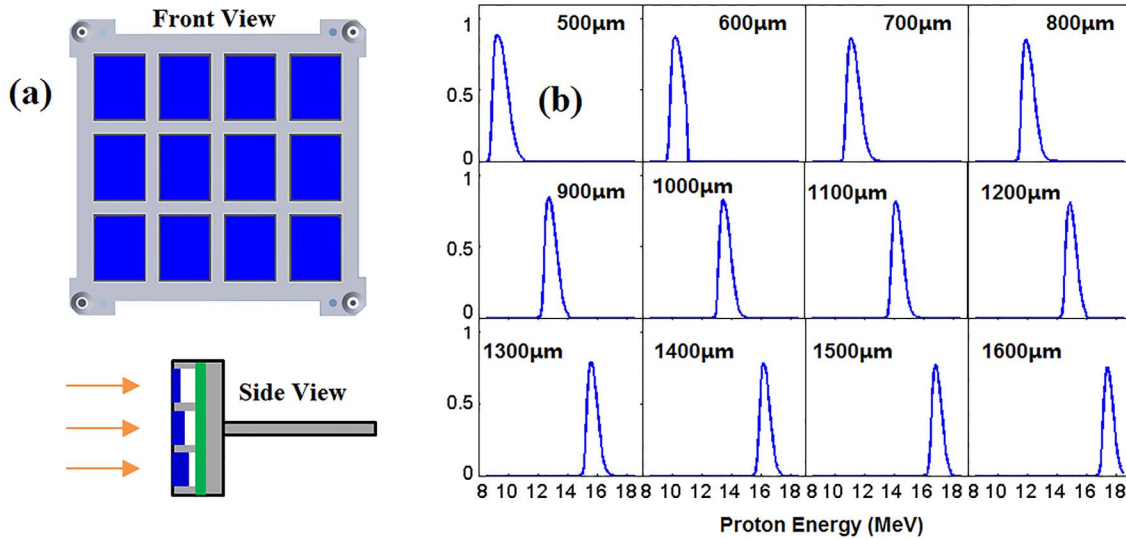 Front View
(a)
Side View
(b)
1
0.5
0
500µm
600µm
700µm
800µm
1
0.5
0
900µm
1000µm
1100µm
1200µm
1
0.5
0
1300µm
1400µm
1500µm
1600µm
8 10 12 14 16 18
8 10 12 14 16 18
8 10 12 14 16 18
8 10 12 14 16 18
Proton Energy (MeV)